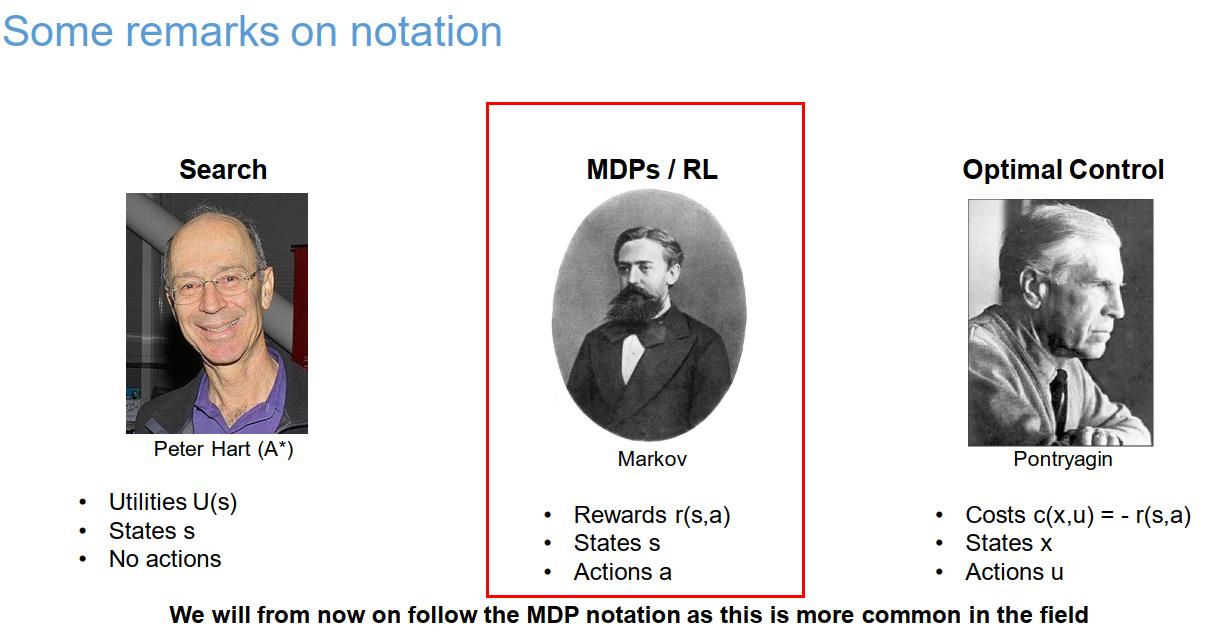 Some remarks on notation
Search
Peter Hart (A*)
• Utilities U(s)
• States s
• No actions
MDPs / RL
Markov
• Rewards r(s,a)
• States s
• Actions a
Optimal Control
Pontryagin
• Costs c(x,u) = - r(s,a)
• States x
• Actions u
We will from now on follow the MDP notation as this is more common in the field